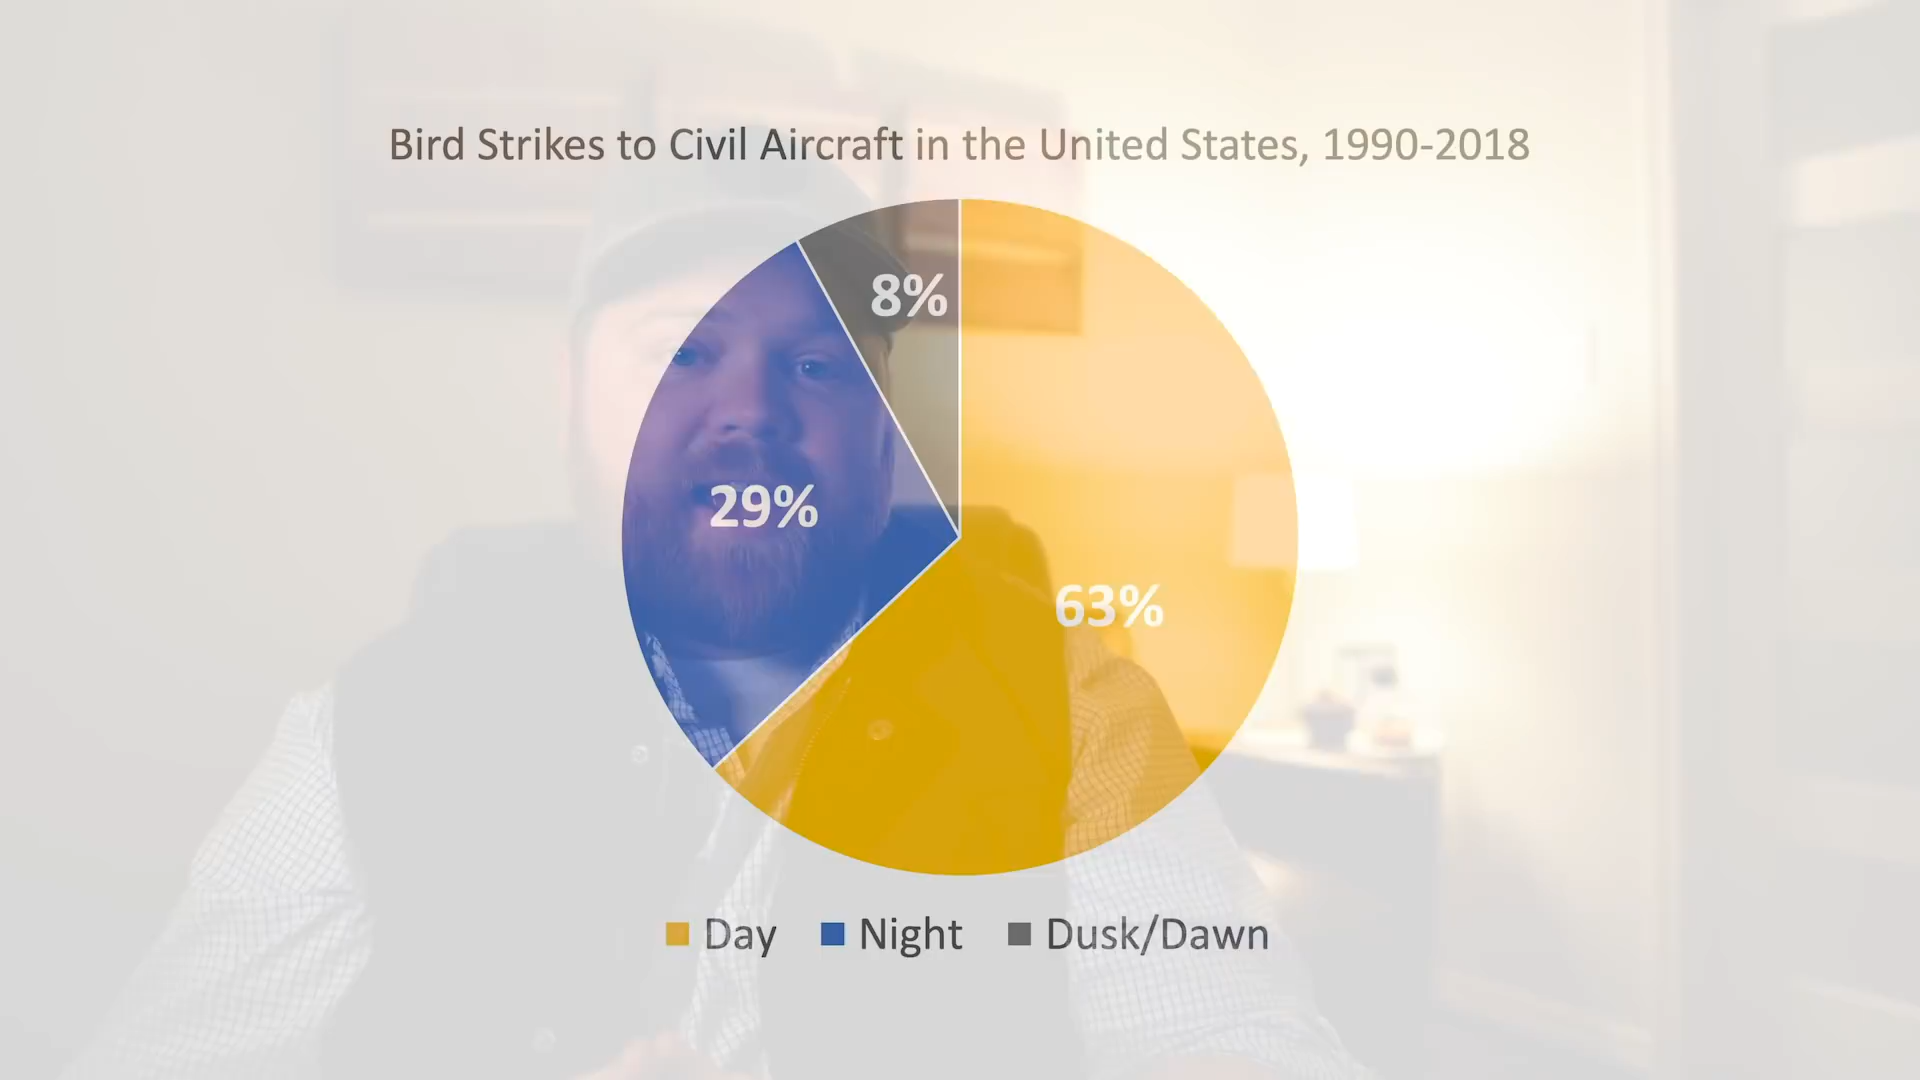 Bird Strikes to Civil Aircraft in the United States, 1990-2018
8%
29%
63%
Day Night Dusk/Dawn